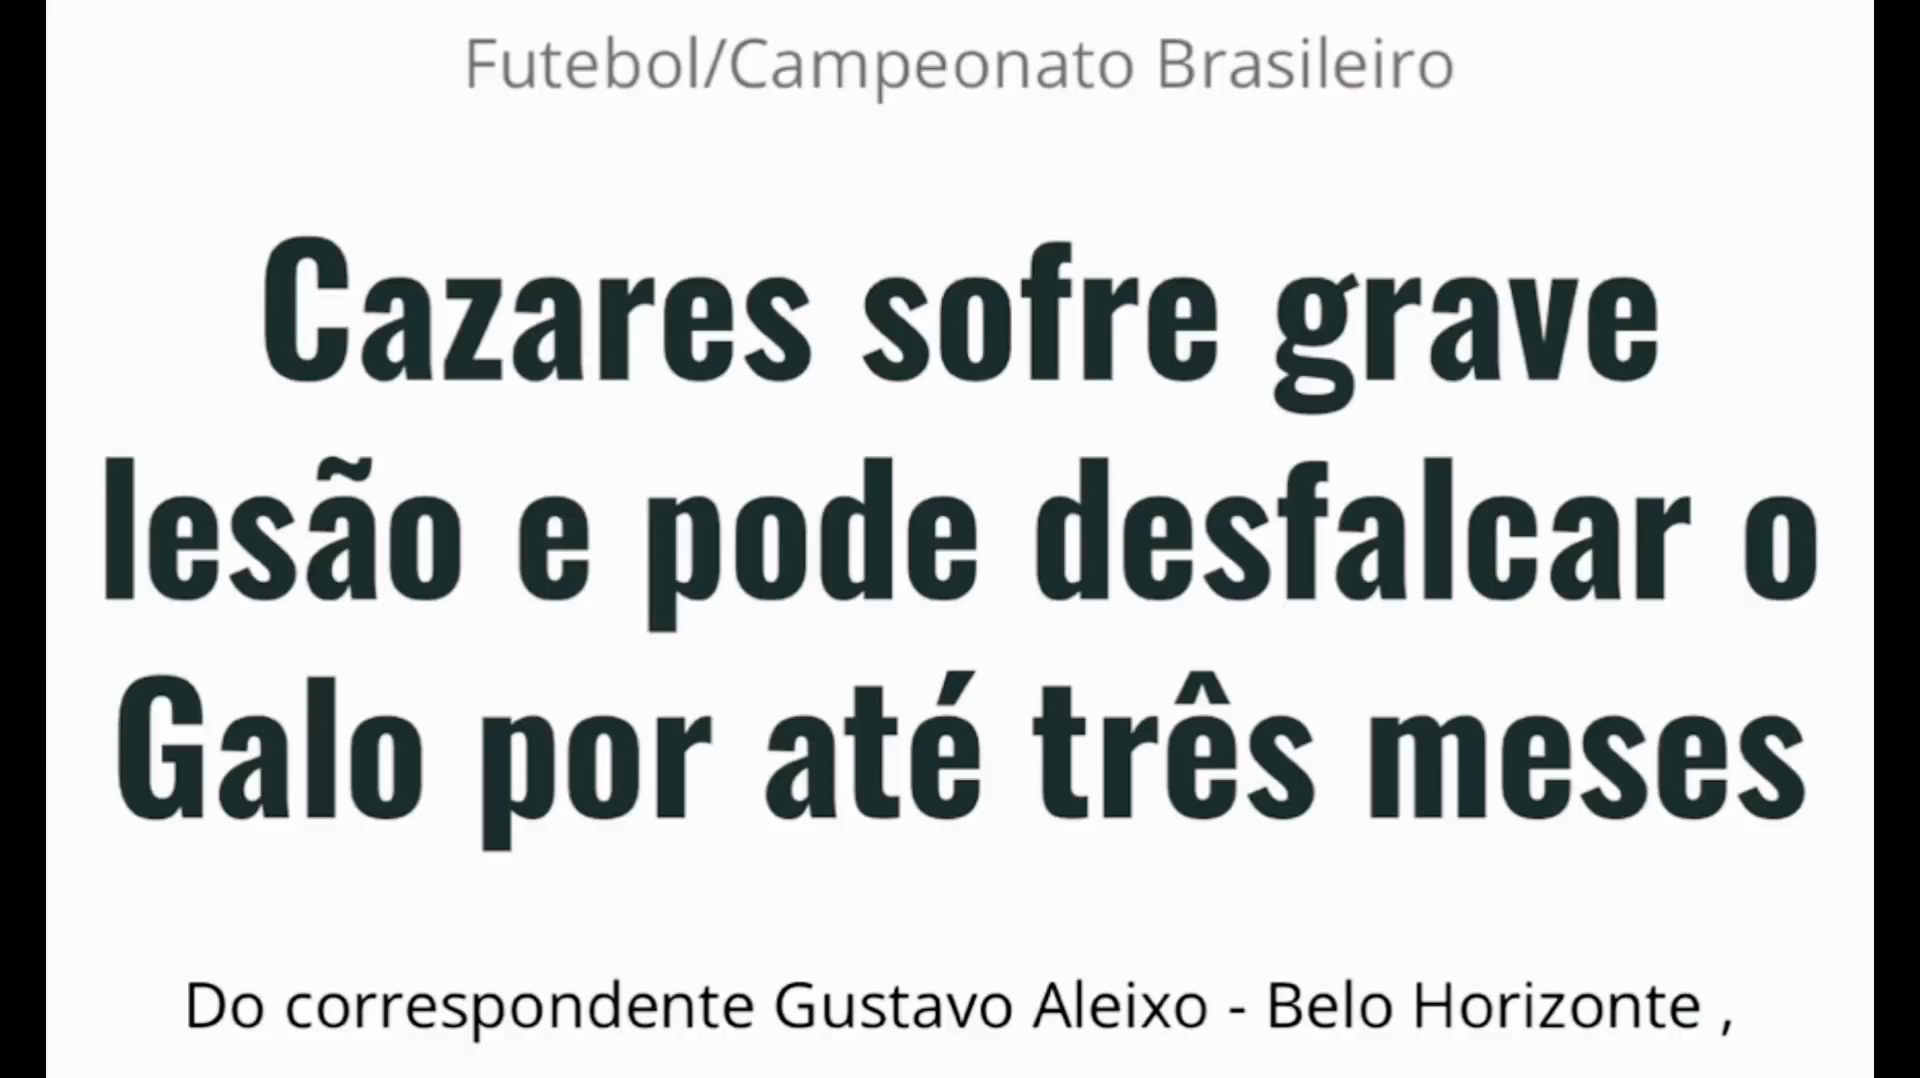 Futebol/Campeonato Brasileiro
Cazares sofre grave
lesão e pode desfalcar o
Galo por até três meses
Do correspondente Gustavo Aleixo - Belo Horizonte ,